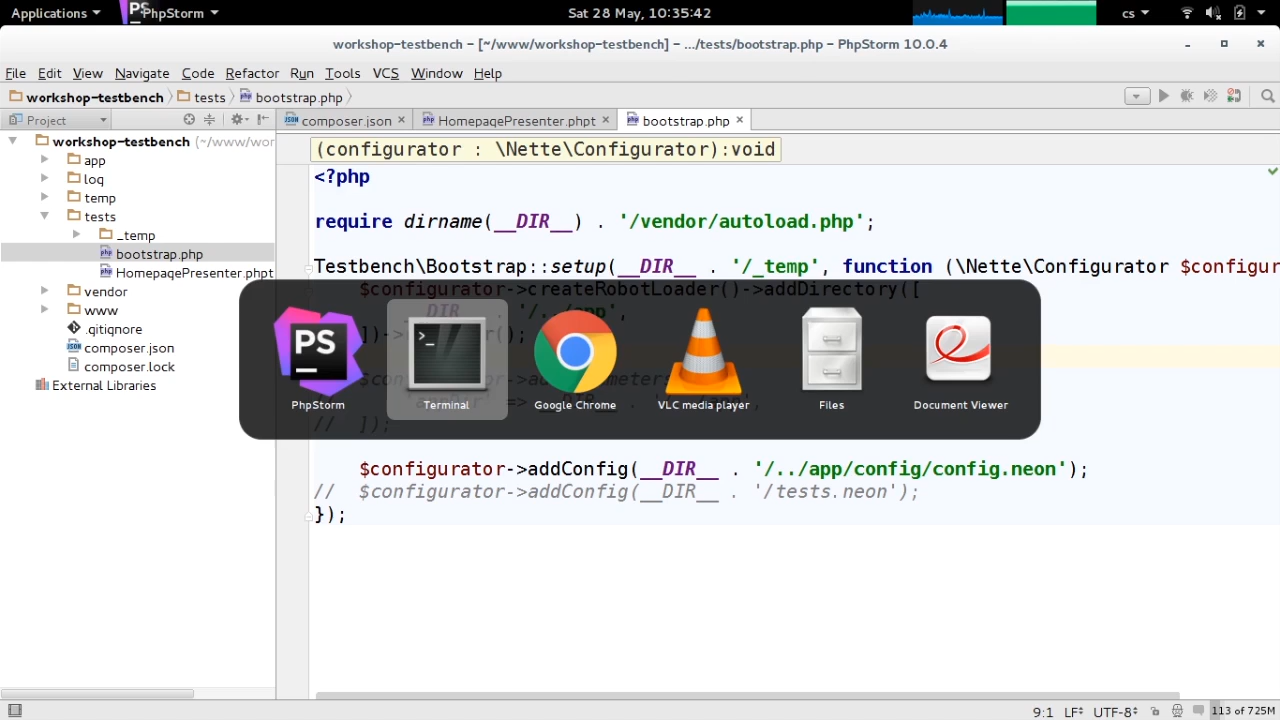 Applications
PhpStorm
Sat 28 May, 10:35:42
cs
workshop-testbench – [~/www/workshop-testbench] – .../tests/bootstrap.php – PhpStorm 10.0.4
File Edit View Navigate Code Refactor Run Tools VCS Window Help
workshop-testbench tests bootstrap.php
Project
composer.json HomepagePresenter.phpt bootstrap.php
workshop-testbench (~/www/wor
app
log
temp
tests
_temp
bootstrap.php
HomepagePresenter.phpt
vendor
www
.gitignore
composer.json
composer.lock
External Libraries
(configurator : \Nette\Configurator):void
<?php
require dirname(__DIR__) . '/vendor/autoload.php';
Testbench\Bootstrap::setup(__DIR__ . '/_temp', function (\Nette\Configurator $configur
$configurator->createRobotLoader()->addDirectory([
// ]);
$configurator->addConfig(__DIR__ . '/../app/config/config.neon');
// $configurator->addConfig(__DIR__ . '/tests.neon');
});
PS
PhpStorm
Terminal
Google Chrome
VLC media player
Files
Document Viewer
9:1 LF UTF-8 113 of 725M